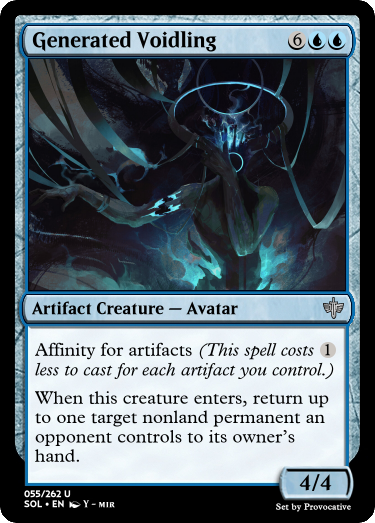 Generated Voidling 6
Artifact Creature — Avatar
Affinity for artifacts (This spell costs 1
less to cast for each artifact you control.)
When this creature enters, return up
to one target nonland permanent an
opponent controls to its owner's
hand.
4/4
055/262 U
SOL • EN Y – MIR
Set by Provocative